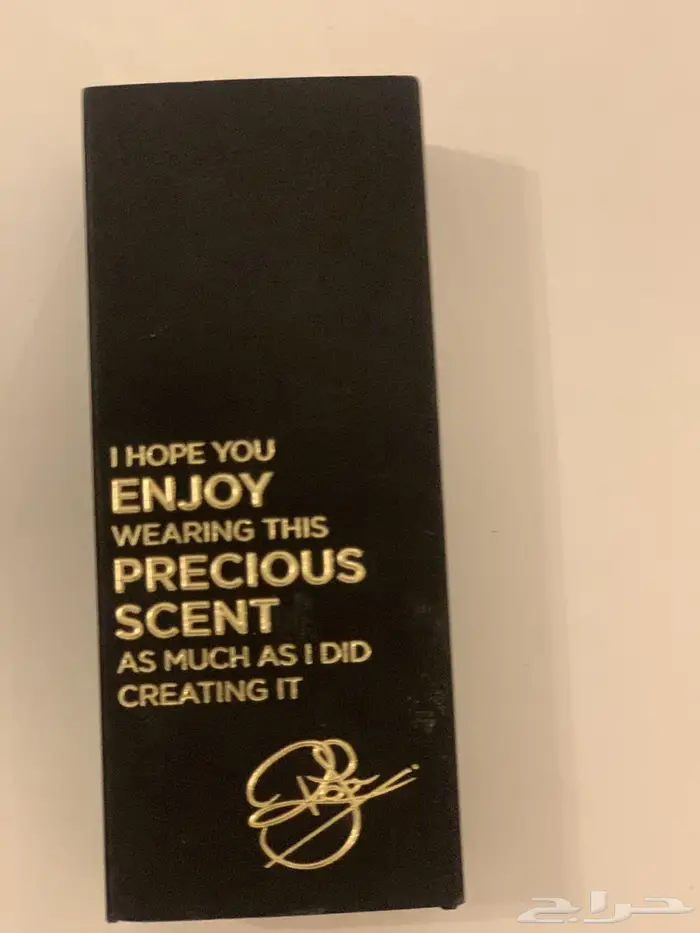 I HOPE YOU
ENJOY
WEARING THIS
PRECIOUS
SCENT
AS MUCH AS I DID
CREATING IT
حراج